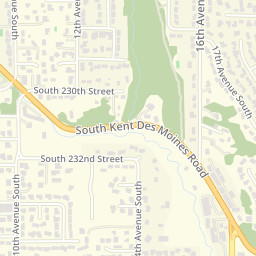 12th Avenue
16th Aven
17th Avenue South
South 230th Street
South Kent Des Moines Road
South 232nd Street
10th Avenue South
4th Avenue South